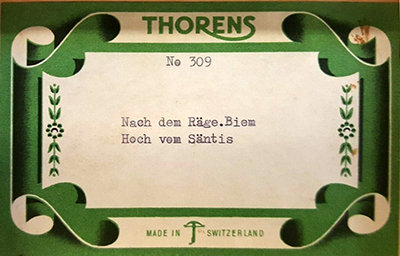 THORENS
No 309
Nach dem Räge.Biem
Hoch vom Säntis
MADE IN SWITZERLAND